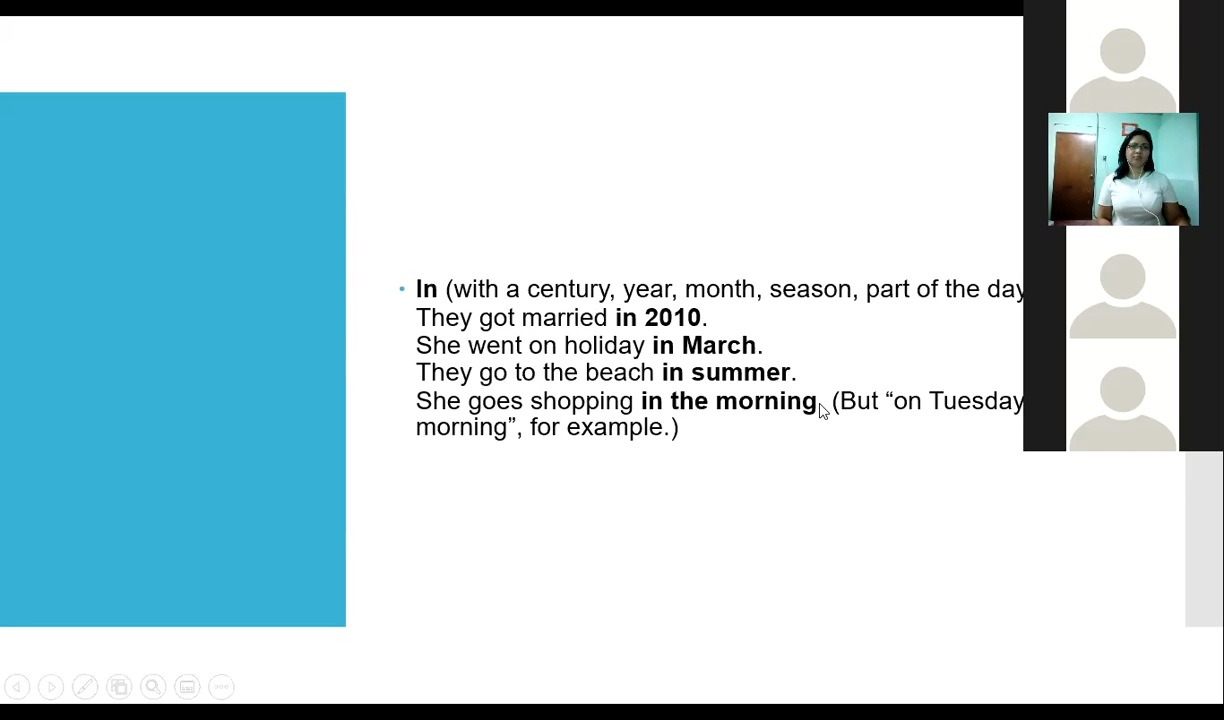 • In (with a century, year, month, season, part of the day
They got married in 2010.
She went on holiday in March.
They go to the beach in summer.
She goes shopping in the morning. (But “on Tuesday
morning”, for example.)